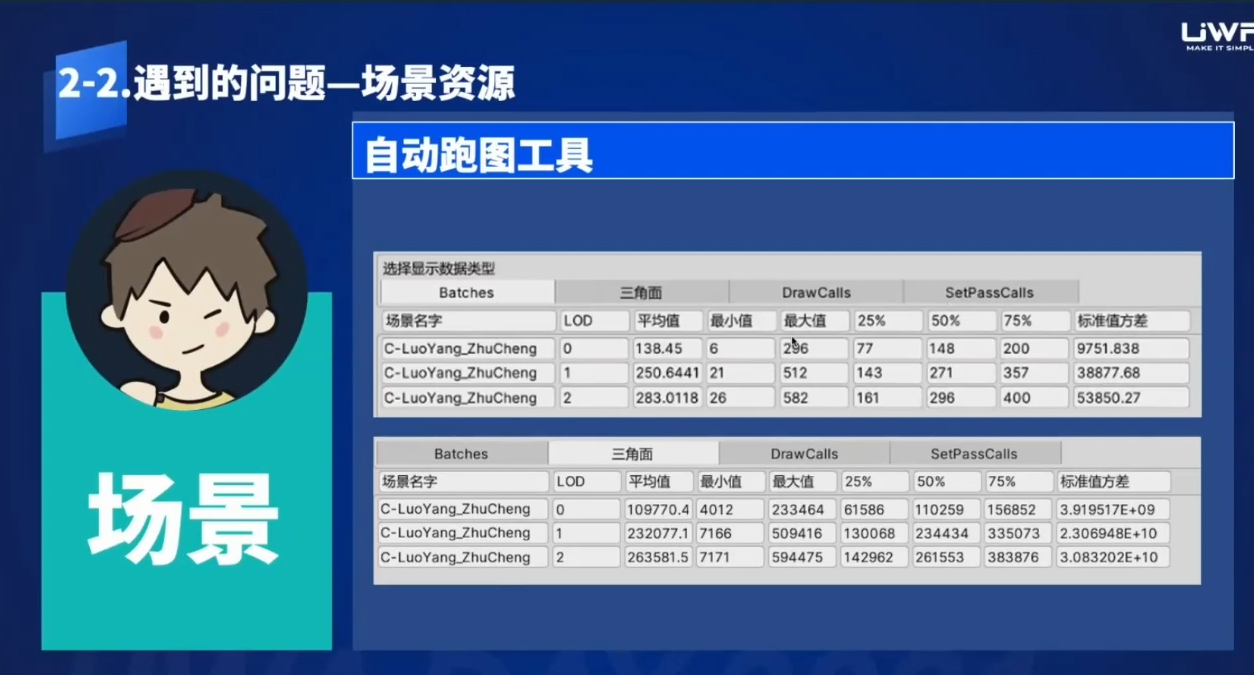 UWA
MAKE IT SIMPL
2-2.遇到的问题—场景资源
自动跑图工具
场景
选择显示数据类型
Batches 三角面 DrawCalls SetPassCalls
场景名字 LOD 平均值 最小值 最大值 25% 50% 75% 标准值方差
C-LuoYang_ZhuCheng 0 138.45 6 296 77 148 200 9751.838
C-LuoYang_ZhuCheng 1 250.6441 21 512 143 271 357 38877.68
C-LuoYang_ZhuCheng 2 283.0118 26 582 161 296 400 53850.27
Batches 三角面 DrawCalls SetPassCalls
场景名字 LOD 平均值 最小值 最大值 25% 50% 75% 标准值方差
C-LuoYang_ZhuCheng 0 109770.4 4012 233464 61586 110259 156852 3.919517E+09
C-LuoYang_ZhuCheng 1 232077.1 7166 509416 130068 234434 335073 2.306948E+10
C-LuoYang_ZhuCheng 2 263581.5 7171 594475 142962 261553 383876 3.083202E+10